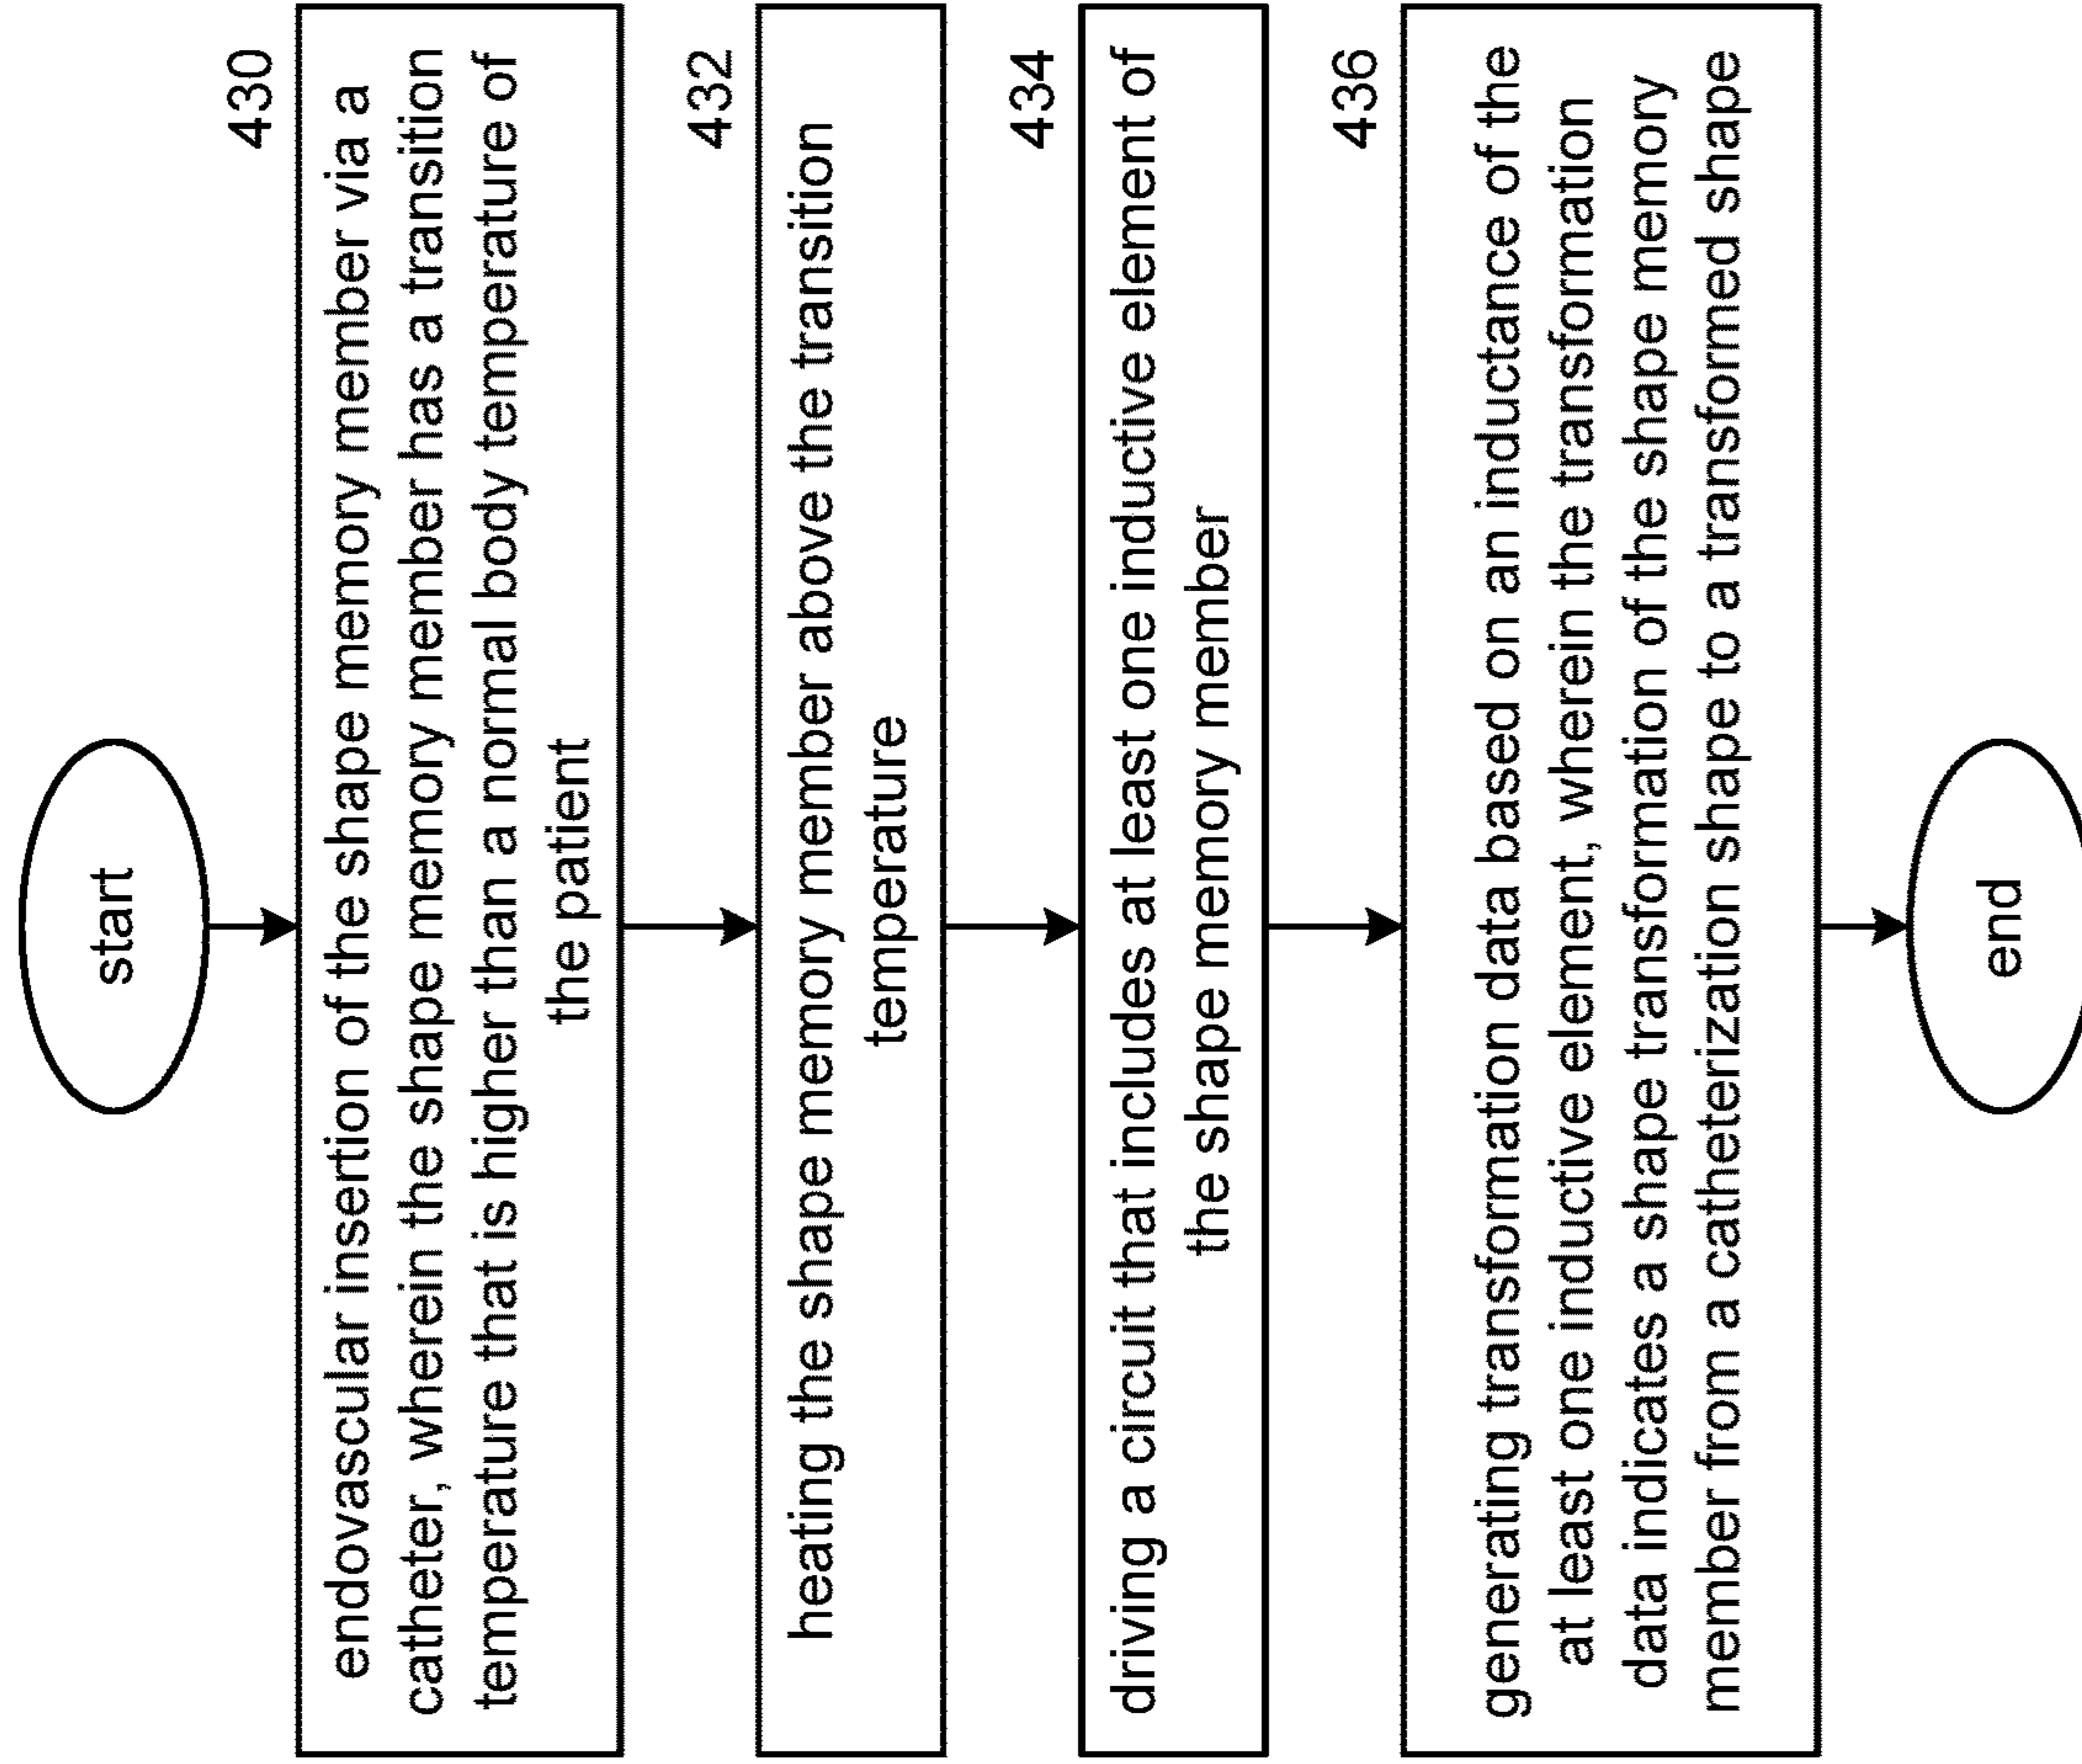 start
430
endovascular insertion of the shape memory member via a
catheter, wherein the shape memory member has a transition
temperature that is higher than a normal body temperature of
the patient
432
heating the shape memory member above the transition
temperature
434
driving a circuit that includes at least one inductive element of
the shape memory member
436
generating transformation data based on an inductance of the
at least one inductive element, wherein the transformation
data indicates a shape transformation of the shape memory
member from a catheterization shape to a transformed shape
end